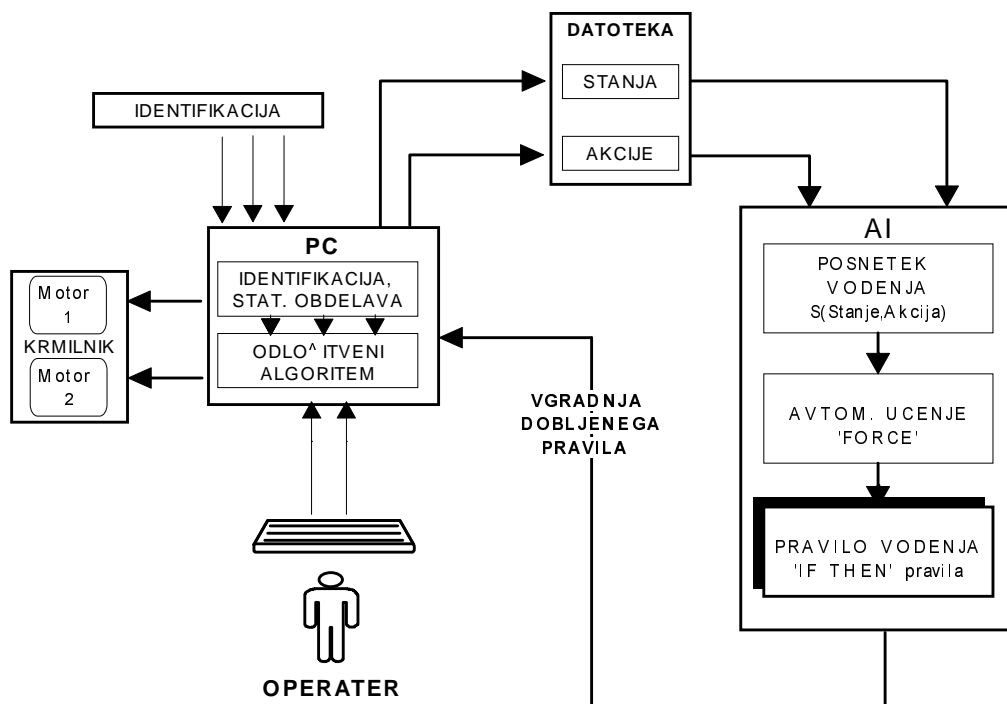 DATOTEKA
STANJA
AKCIJE
IDENTIFIKACIJA
PC
IDENTIFIKACIJA,
STAT. OBDELAVA
ODLO^ ITVENI
ALGORITEM
Motor
1
KRMILNIK
Motor
2
VGRADNJA
DOBLJENEGA
PRAVILA
OPERATER
AI
POSNETEK
VODENJA
S(Stanje,Akcija)
AVTOM. UCENJE
'FORCE'
PRAVILO VODENJA
'IF THEN' pravila